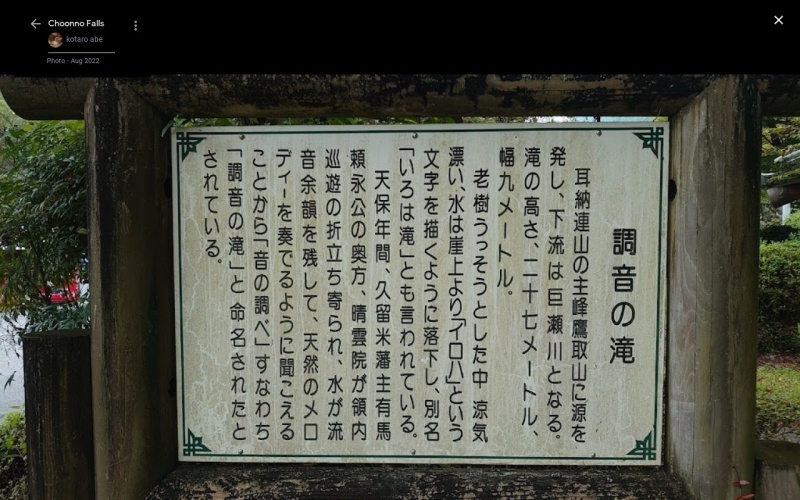 Choonno Falls
kotaro abe
Photo - Aug 2022
調音の滝
耳納連山の主峰鷹取山に源を
発し、下流は巨瀬川となる。
滝の高さ、二十七メートル、
幅九メートル。
老樹うっそうとした中涼気
漂い、水は崖上より「イロハ」という
文字を描くように落下し、別名
「いろは滝」とも言われている。
天保年間、久留米藩主有馬
頼永公の奥方、晴雲院が領内
巡遊の折立ち寄られ、水が流
音余韻を残して、天然のメロ
ディーを奏でるように聞こえる
ことから「音の調べ」すなわち
「調音の滝」と命名されたと
されている。